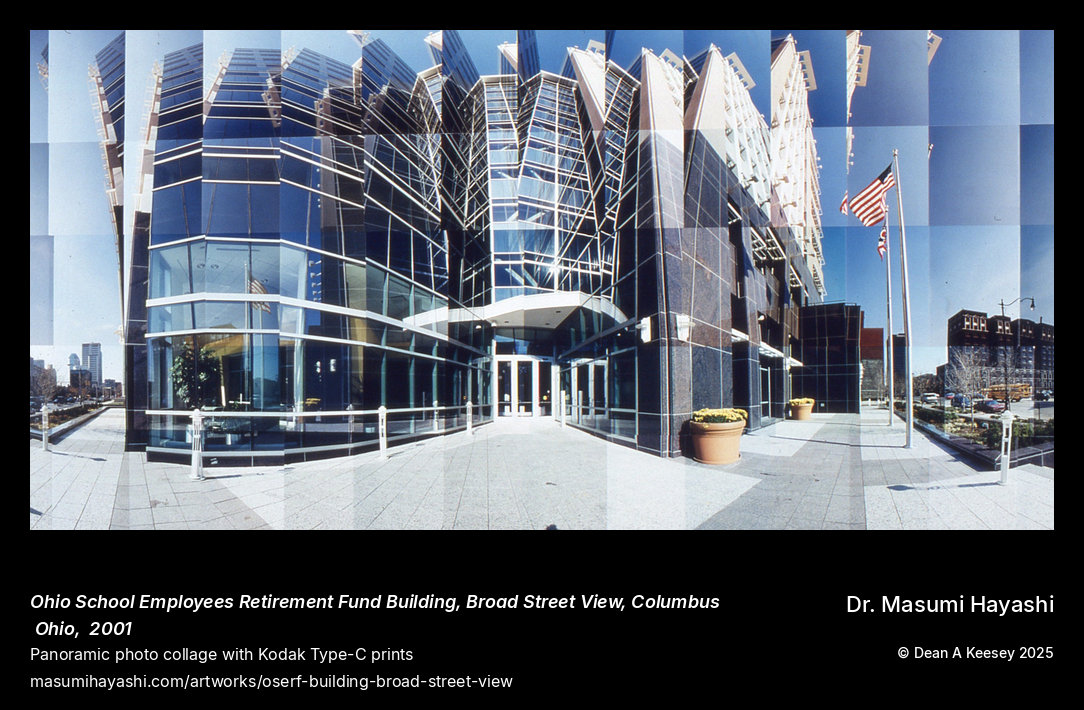 Ohio School Employees Retirement Fund Building, Broad Street View, Columbus
Ohio, 2001
Panoramic photo collage with Kodak Type-C prints
masumihayashi.com/artworks/oserf-building-broad-street-view
Dr. Masumi Hayashi
© Dean A Keesey 2025